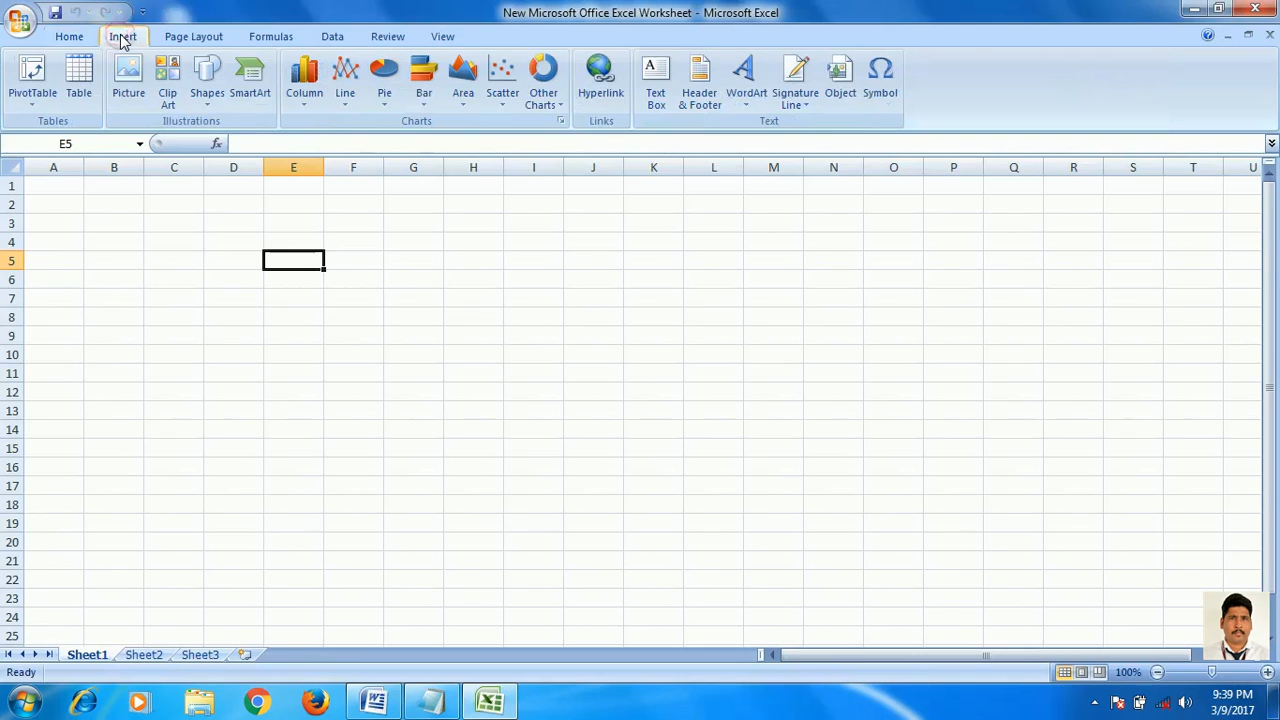 New Microsoft Office Excel Worksheet - Microsoft Excel
Home Insert Page Layout Formulas Data Review View
PivotTable Table Picture Clip Art Shapes SmartArt Column Line Pie Bar Area Scatter Other Charts Hyperlink Text Box Header & Footer WordArt Signature Line Object Symbol
Tables Illustrations Charts Links Text
E5 fx
A B C D E F G H I J K L M N O P Q R S T U
1
2
3
4
5
6
7
8
9
10
11
12
13
14
15
16
17
18
19
20
21
22
23
24
25
Sheet1 Sheet2 Sheet3
Ready 100%
9:39 PM
3/9/2017